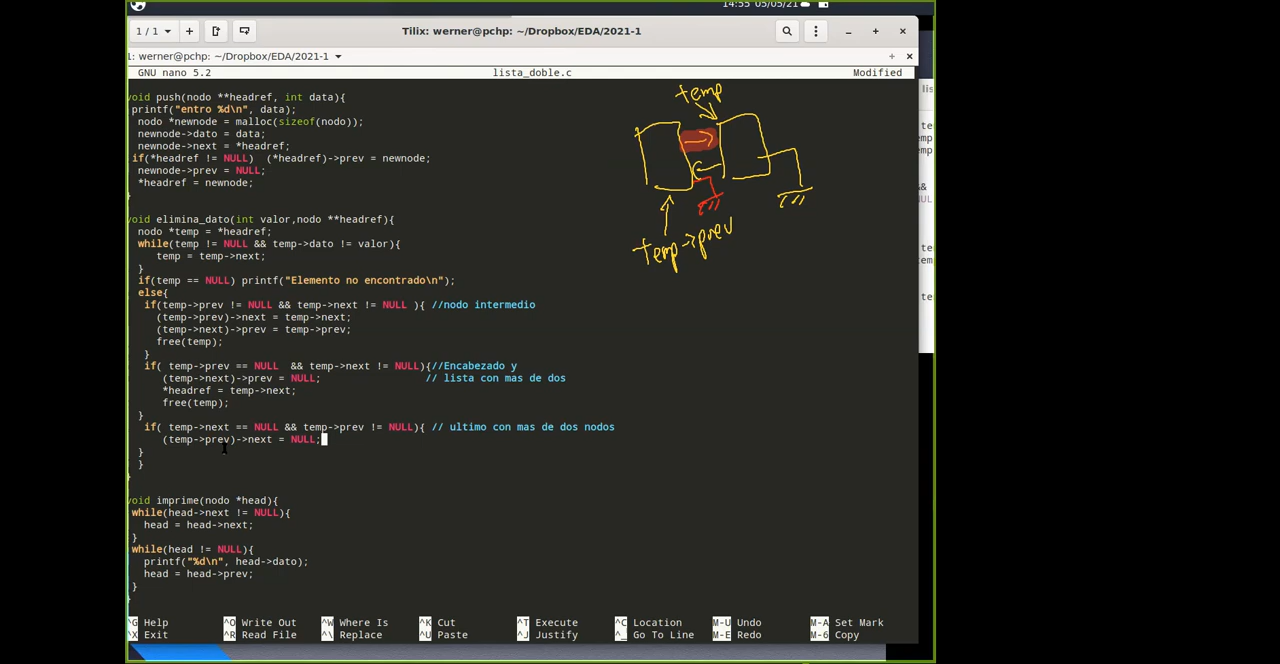 14:55 05/05/21
1 / 1
Tilix: werner@pchp: ~/Dropbox/EDA/2021-1
1: werner@pchp: ~/Dropbox/EDA/2021-1
GNU nano 5.2 lista_doble.c Modified
void push(nodo **headref, int data){
printf("entro %d\n", data);
nodo *newnode = malloc(sizeof(nodo));
newnode->dato = data;
newnode->next = *headref;
if(*headref != NULL) (*headref)->prev = newnode;
newnode->prev = NULL;
*headref = newnode;
}
void elimina_dato(int valor,nodo **headref){
nodo *temp = *headref;
while(temp != NULL && temp->dato != valor){
temp = temp->next;
}
if(temp == NULL) printf("Elemento no encontrado\n");
else{
if(temp->prev != NULL && temp->next != NULL ){ //nodo intermedio
(temp->prev)->next = temp->next;
(temp->next)->prev = temp->prev;
free(temp);
}
if( temp->prev == NULL && temp->next != NULL){//Encabezado y
(temp->next)->prev = NULL; // lista con mas de dos
*headref = temp->next;
free(temp);
}
if( temp->next == NULL && temp->prev != NULL){ // ultimo con mas de dos nodos
(temp->prev)->next = NULL;
}
}
}
void imprime(nodo *head){
while(head->next != NULL){
head = head->next;
}
while(head != NULL){
printf("%d\n", head->dato);
head = head->prev;
}
}
temp
temp->prev
^G Help ^O Write Out ^W Where Is ^K Cut ^T Execute ^C Location M-U Undo M-A Set Mark
^X Exit ^R Read File ^\ Replace ^U Paste ^J Justify ^_ Go To Line M-E Redo M-6 Copy